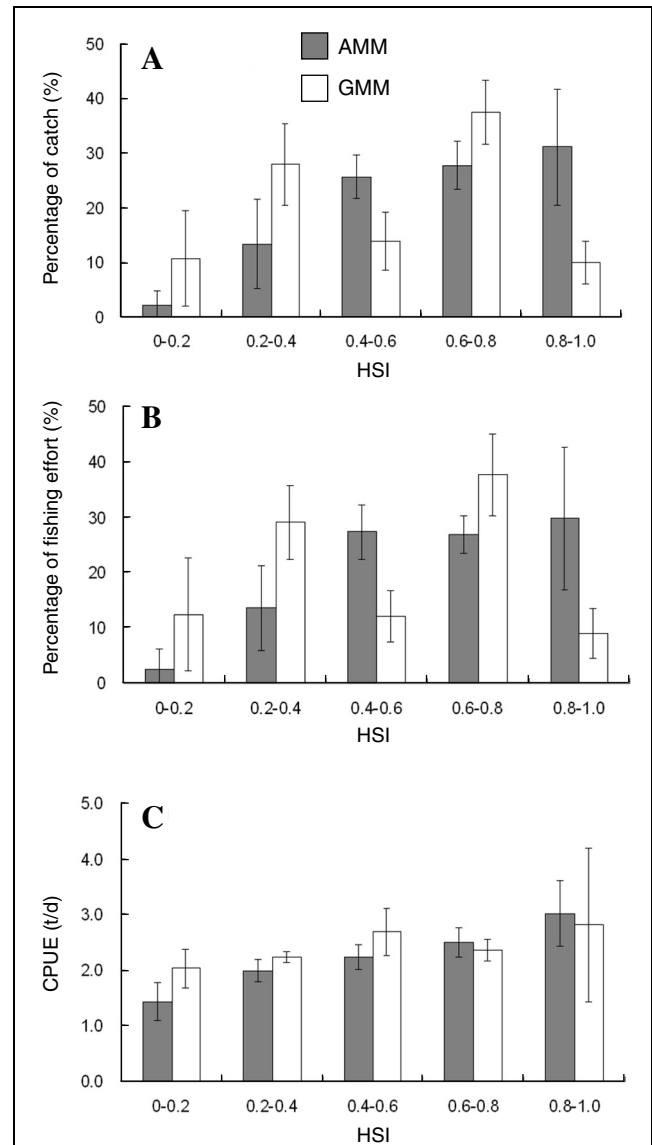 A
AMM
GMM
Percentage of catch (%)
50
40
30
20
10
0
0-0.2 0.2-0.4 0.4-0.6 0.6-0.8 0.8-1.0
HSI
B
Percentage of fishing effort (%)
50
40
30
20
10
0
0-0.2 0.2-0.4 0.4-0.6 0.6-0.8 0.8-1.0
HSI
C
CPUE (t/d)
5.0
4.0
3.0
2.0
1.0
0.0
0-0.2 0.2-0.4 0.4-0.6 0.6-0.8 0.8-1.0
HSI